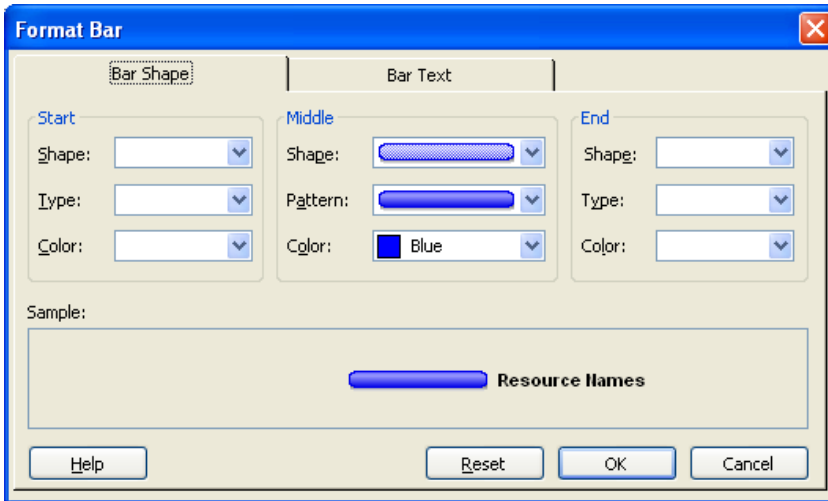 Format Bar
Bar Shape Bar Text
Start Middle End
Shape: Shape: Shape:
Type: Pattern: Type:
Color: Color: Blue Color:
Sample:
Resource Names
Help Reset OK Cancel